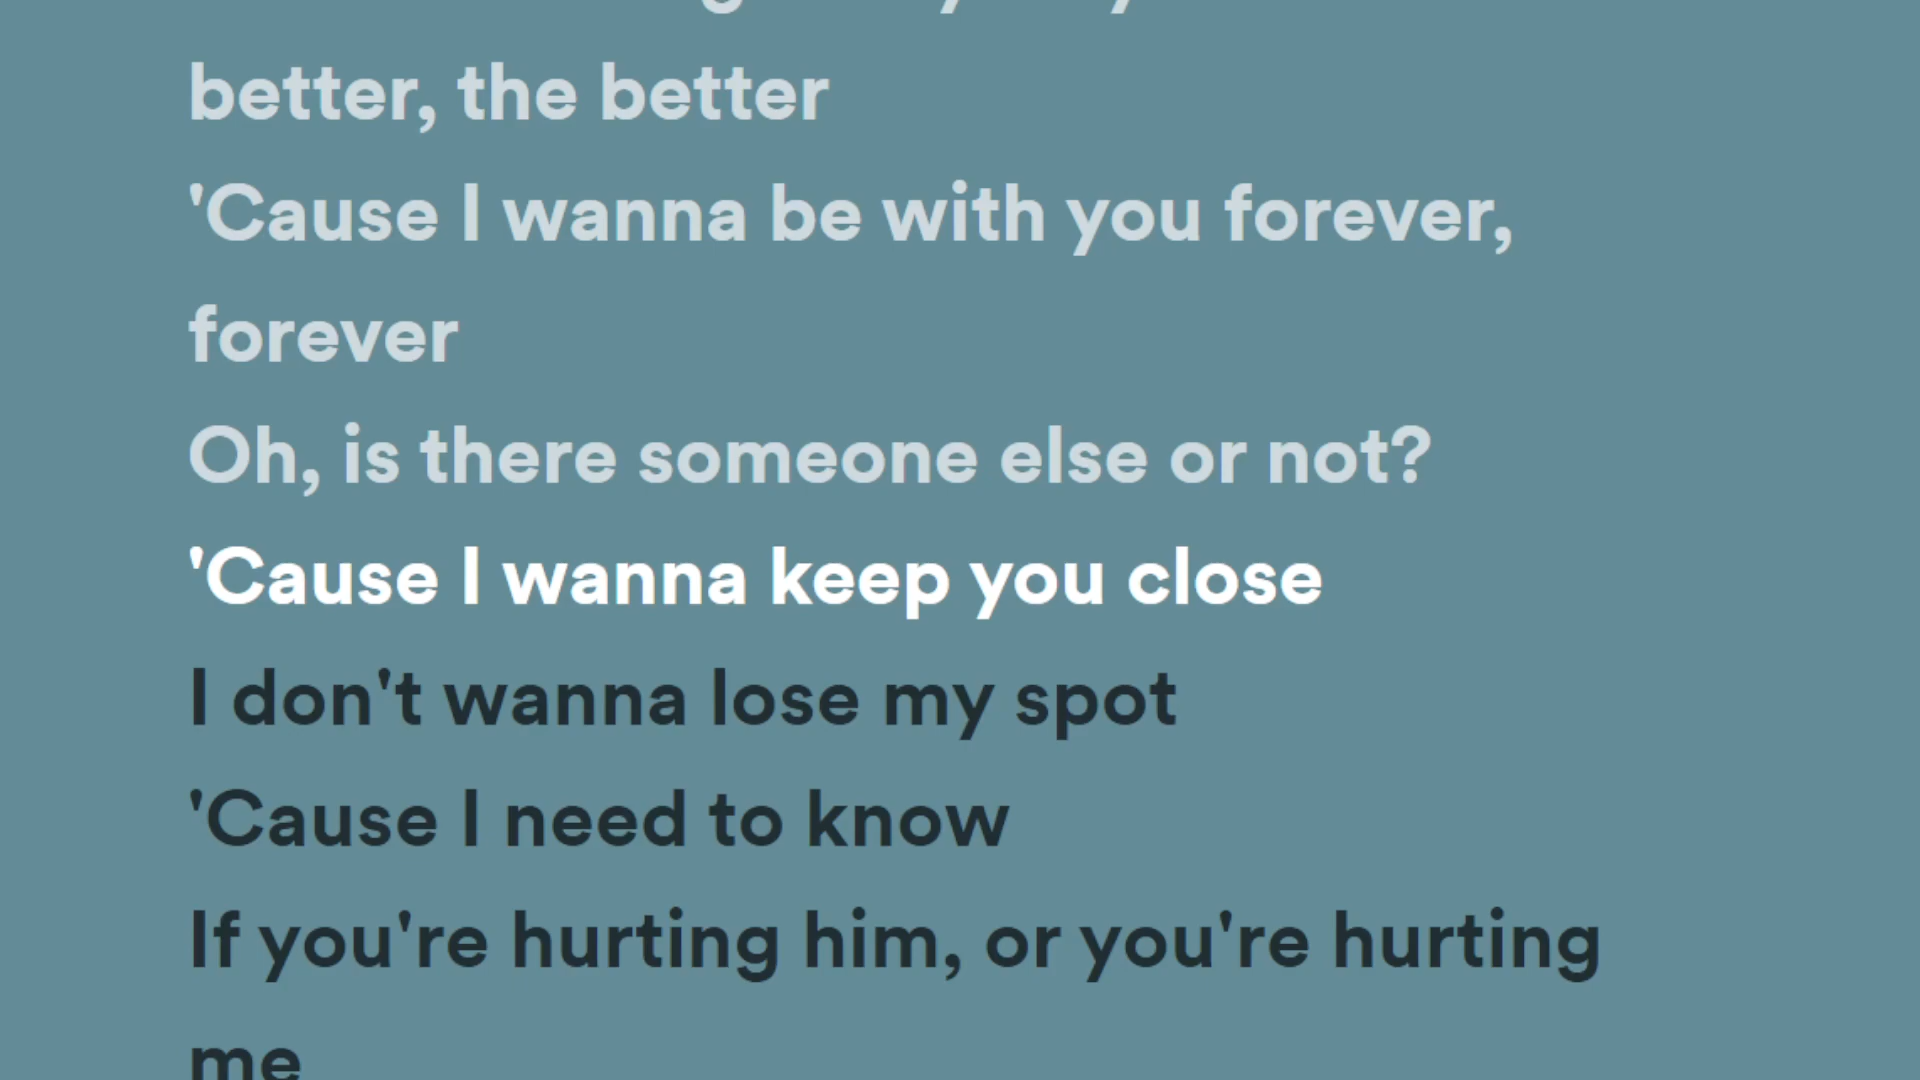 better, the better
'Cause I wanna be with you forever,
forever
Oh, is there someone else or not?
'Cause I wanna keep you close
I don't wanna lose my spot
'Cause I need to know
If you're hurting him, or you're hurting
me